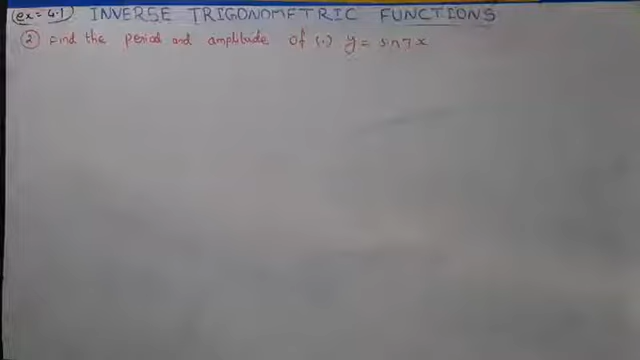 (ex = 4.1) INVERSE TRIGONOMETRIC FUNCTIONS
② Find the period and amplitude of (i) y = sin 7x